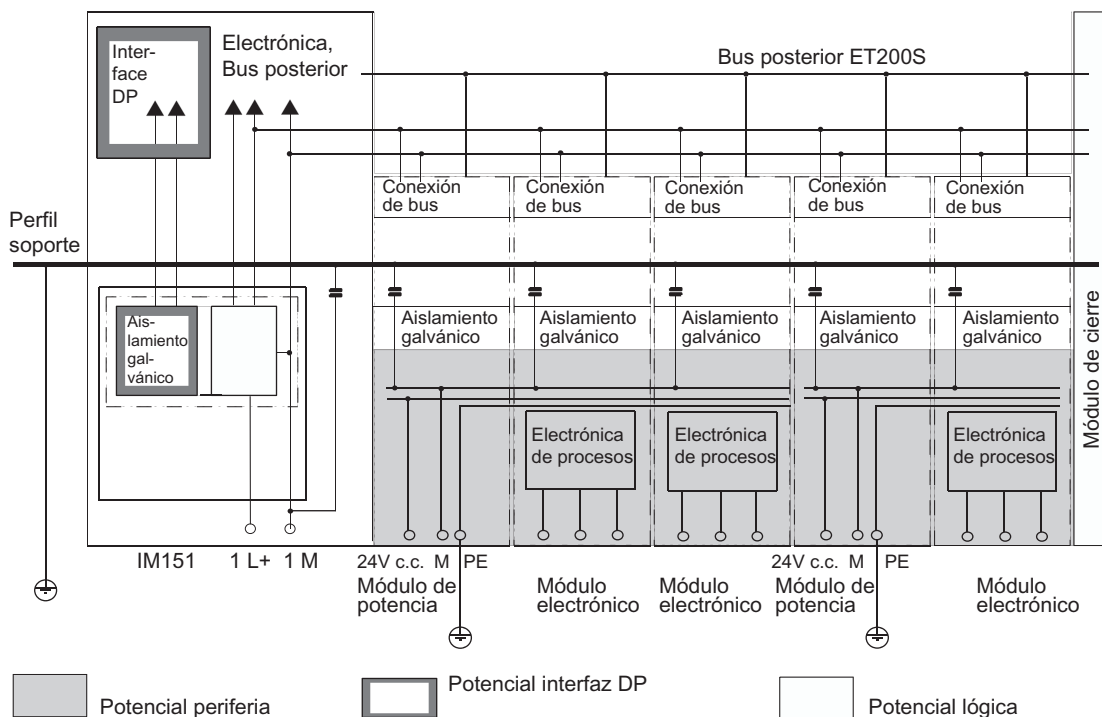 Inter-
face
DP
Electrónica,
Bus posterior
Bus posterior ET200S
Conexión
de bus
Conexión
de bus
Conexión
de bus
Conexión
de bus
Conexión
de bus
Perfil
soporte
Ais-
lamiento
gal-
vánico
Aislamiento
galvánico
Aislamiento
galvánico
Aislamiento
galvánico
Aislamiento
galvánico
Aislamiento
galvánico
Electrónica
de procesos
Electrónica
de procesos
Electrónica
de procesos
Módulo de cierre
IM151
1 L+
1 M
24V c.c. M PE
Módulo de
potencia
Módulo
electrónico
Módulo
electrónico
24V c.c. M PE
Módulo de
potencia
Módulo
electrónico
Potencial periferia
Potencial interfaz DP
Potencial lógica